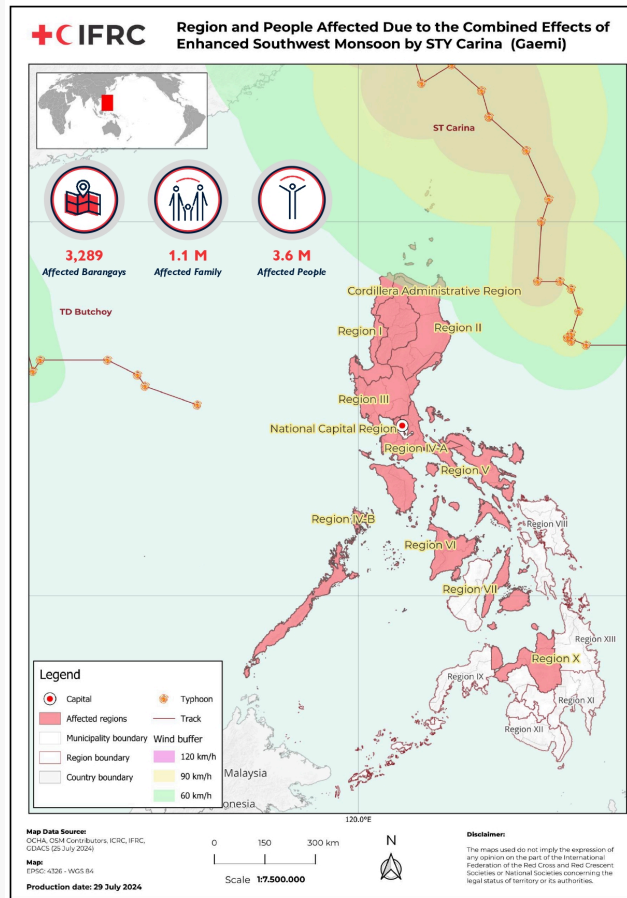 IFRC
Region and People Affected Due to the Combined Effects of
Enhanced Southwest Monsoon by STY Carina (Gaemi)
ST Carina
3,289
Affected Barangays
1.1 M
Affected Family
3.6 M
Affected People
TD Butchoy
Cordillera Administrative Region
Region I
Region II
Region III
National Capital Region
Region IV-A
Region V
Region IV-B
Region VIII
Region VI
Region VII
Region XIII
Region X
Region IX
Region XI
Region XII
Malaysia
onesia
120.0°E
Legend
Capital
Affected regions
Municipality boundary
Region boundary
Country boundary
Typhoon
Track
Wind buffer
120 km/h
90 km/h
60 km/h
Map Data Source:
OCHA, OSM Contributors, ICRC, IFRC,
GDACS (25 July 2024)
Map:
EPSG: 4326 - WGS 84
Production date: 29 July 2024
0 150 300 km
Scale 1:7.500.000
N
Disclaimer:
The maps used do not imply the expression of
any opinion on the part of the International
Federation of the Red Cross and Red Crescent
Societies or National Societies concerning the
legal status of territory or its authorities.